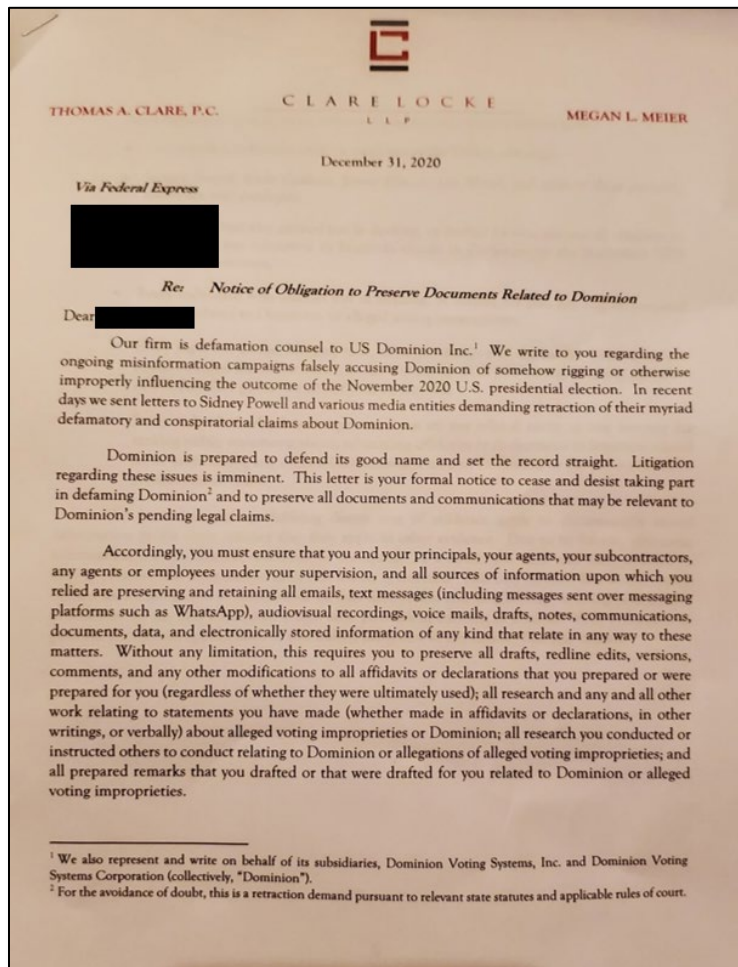 THOMAS A. CLARE, P.C.
CLARE LOCKE
LLP
MEGAN L. MEIER
December 31, 2020
Via Federal Express
Re: Notice of Obligation to Preserve Documents Related to Dominion
Dear
Our firm is defamation counsel to US Dominion Inc.¹ We write to you regarding the
ongoing misinformation campaigns falsely accusing Dominion of somehow rigging or otherwise
improperly influencing the outcome of the November 2020 U.S. presidential election. In recent
days we sent letters to Sidney Powell and various media entities demanding retraction of their myriad
defamatory and conspiratorial claims about Dominion.
Dominion is prepared to defend its good name and set the record straight. Litigation
regarding these issues is imminent. This letter is your formal notice to cease and desist taking part
in defaming Dominion² and to preserve all documents and communications that may be relevant to
Dominion's pending legal claims.
Accordingly, you must ensure that you and your principals, your agents, your subcontractors,
any agents or employees under your supervision, and all sources of information upon which you
relied are preserving and retaining all emails, text messages (including messages sent over messaging
platforms such as WhatsApp), audiovisual recordings, voice mails, drafts, notes, communications,
documents, data, and electronically stored information of any kind that relate in any way to these
matters. Without any limitation, this requires you to preserve all drafts, redline edits, versions,
comments, and any other modifications to all affidavits or declarations that you prepared or were
prepared for you (regardless of whether they were ultimately used); all research and any and all other
work relating to statements you have made (whether made in affidavits or declarations, in other
writings, or verbally) about alleged voting improprieties or Dominion; all research you conducted or
instructed others to conduct relating to Dominion or allegations of alleged voting improprieties; and
all prepared remarks that you drafted or that were drafted for you related to Dominion or alleged
voting improprieties.
¹ We also represent and write on behalf of its subsidiaries, Dominion Voting Systems, Inc. and Dominion Voting
Systems Corporation (collectively, "Dominion").
² For the avoidance of doubt, this is a retraction demand pursuant to relevant state statutes and applicable rules of court.